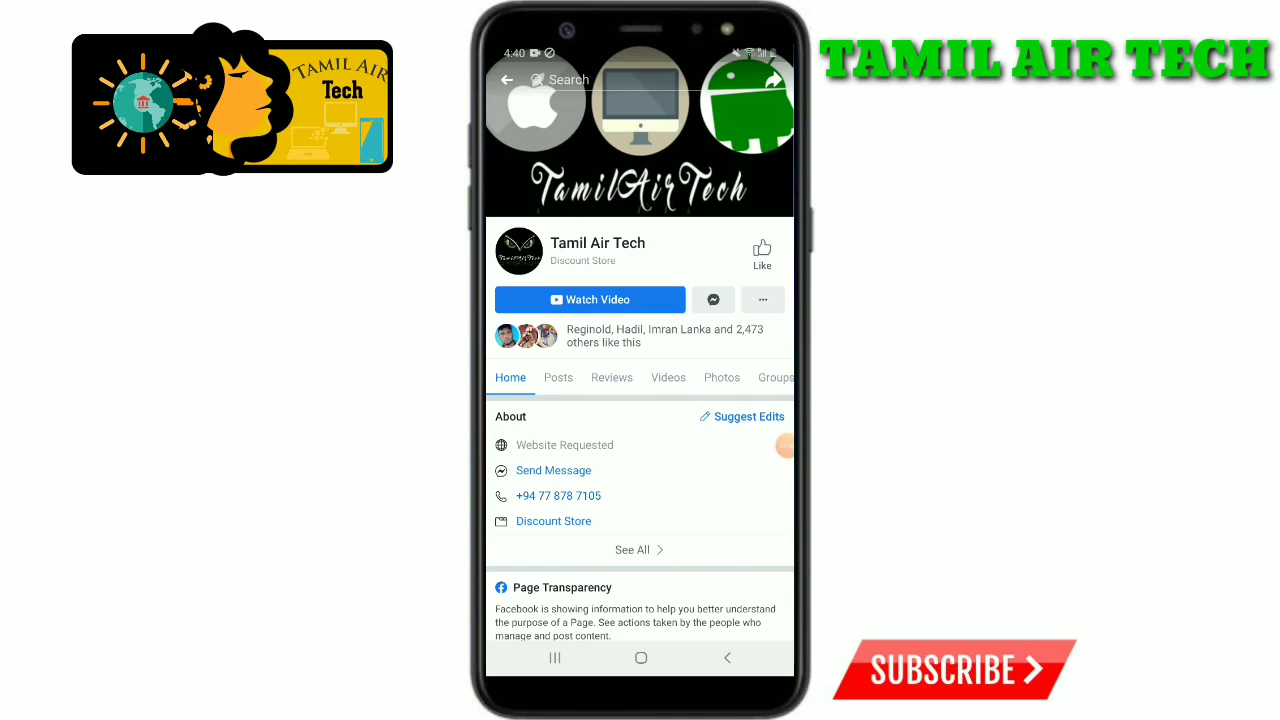 TAMIL AIR
Tech
TAMIL AIR TECH
4:40
Search
TamilAirTech
Tamil Air Tech
Discount Store
Like
Watch Video
Reginold, Hadil, Imran Lanka and 2,473
others like this
Home Posts Reviews Videos Photos Groups
About Suggest Edits
Website Requested
Send Message
+94 77 878 7105
Discount Store
See All
Page Transparency
Facebook is showing information to help you better understand
the purpose of a Page. See actions taken by the people who
manage and post content.
SUBSCRIBE